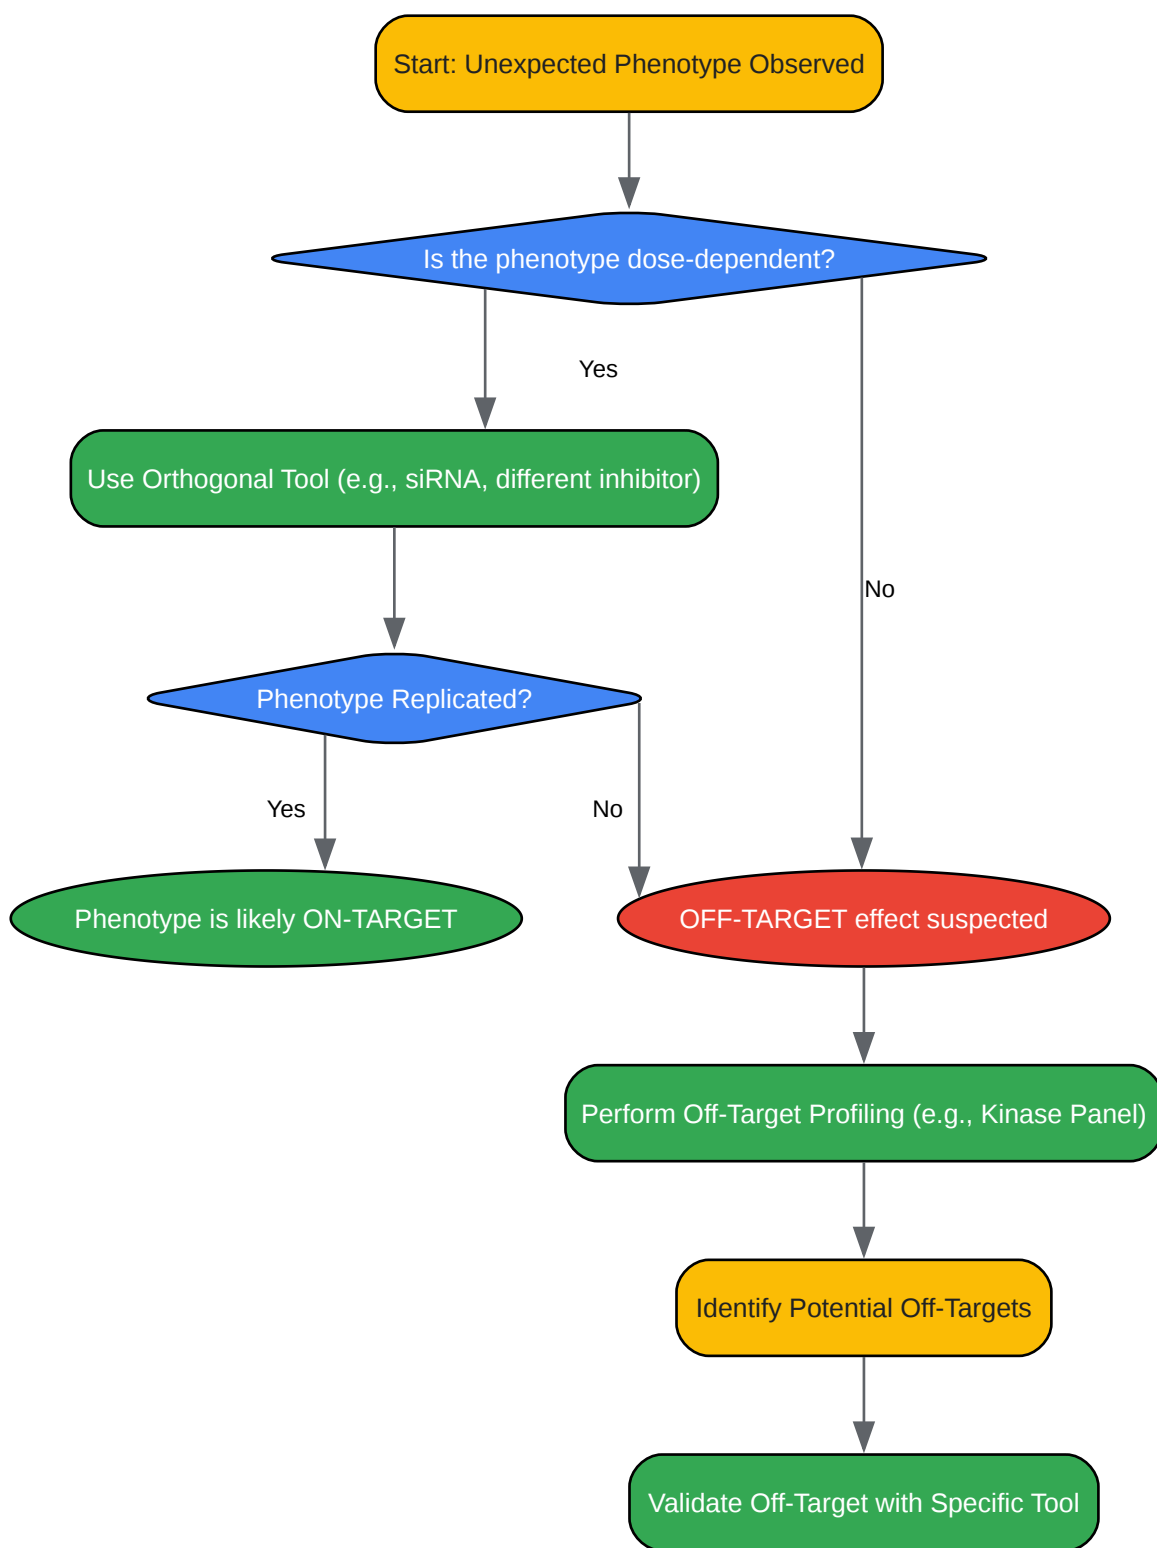 Start: Unexpected Phenotype Observed
Is the phenotype dose-dependent?
Yes
Use Orthogonal Tool (e.g., siRNA, different inhibitor)
No
Phenotype Replicated?
Yes
No
Phenotype is likely ON-TARGET
OFF-TARGET effect suspected
Perform Off-Target Profiling (e.g., Kinase Panel)
Identify Potential Off-Targets
Validate Off-Target with Specific Tool